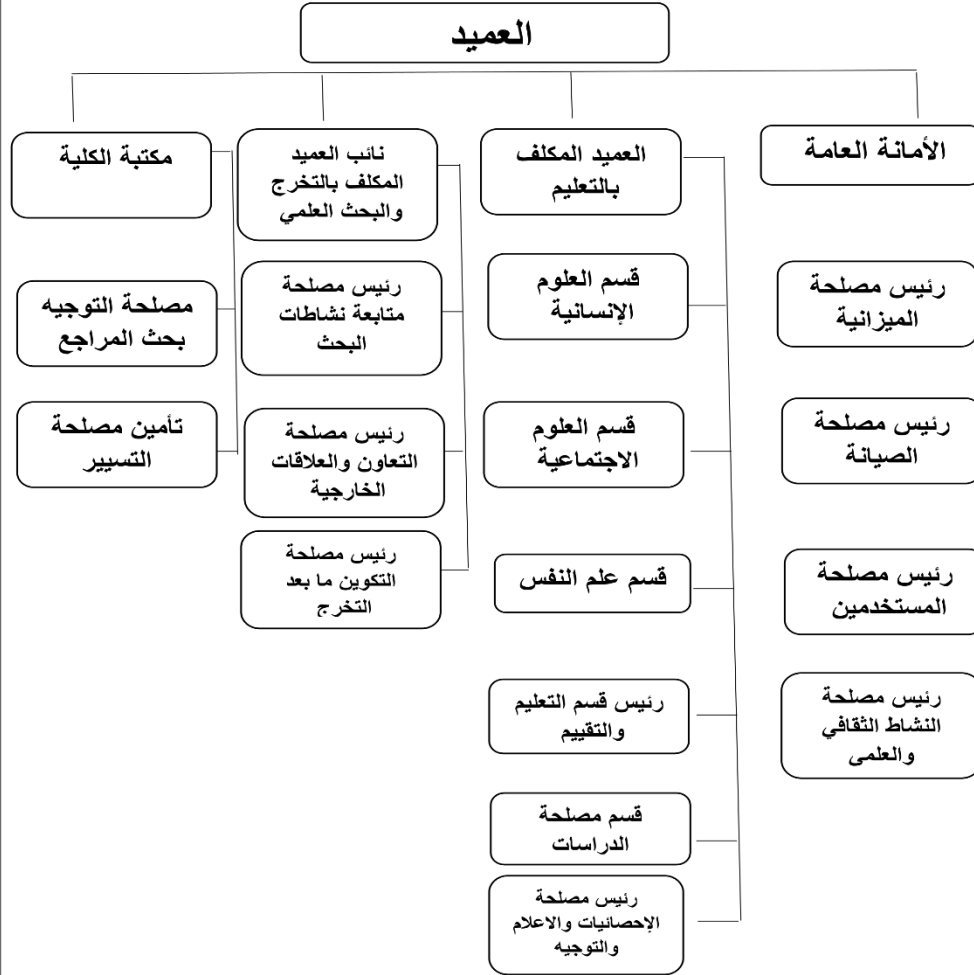 العميد
الأمانة العامة
رئيس مصلحة
الميزانية
رئيس مصلحة
الصيانة
رئيس مصلحة
المستخدمين
رئيس مصلحة
النشاط الثقافي
والعلمي
العميد المكلف
بالتعليم
قسم العلوم
الإنسانية
قسم العلوم
الاجتماعية
قسم علم النفس
رئيس قسم التعليم
والتقييم
قسم مصلحة
الدراسات
رئيس مصلحة
الإحصائيات والاعلام
والتوجيه
نائب العميد
المكلف بالتخرج
والبحث العلمي
رئيس مصلحة
متابعة نشاطات
البحث
رئيس مصلحة
التعاون والعلاقات
الخارجية
رئيس مصلحة
التكوين ما بعد
التخرج
مكتبة الكلية
مصلحة التوجيه
بحث المراجع
تأمين مصلحة
التسيير